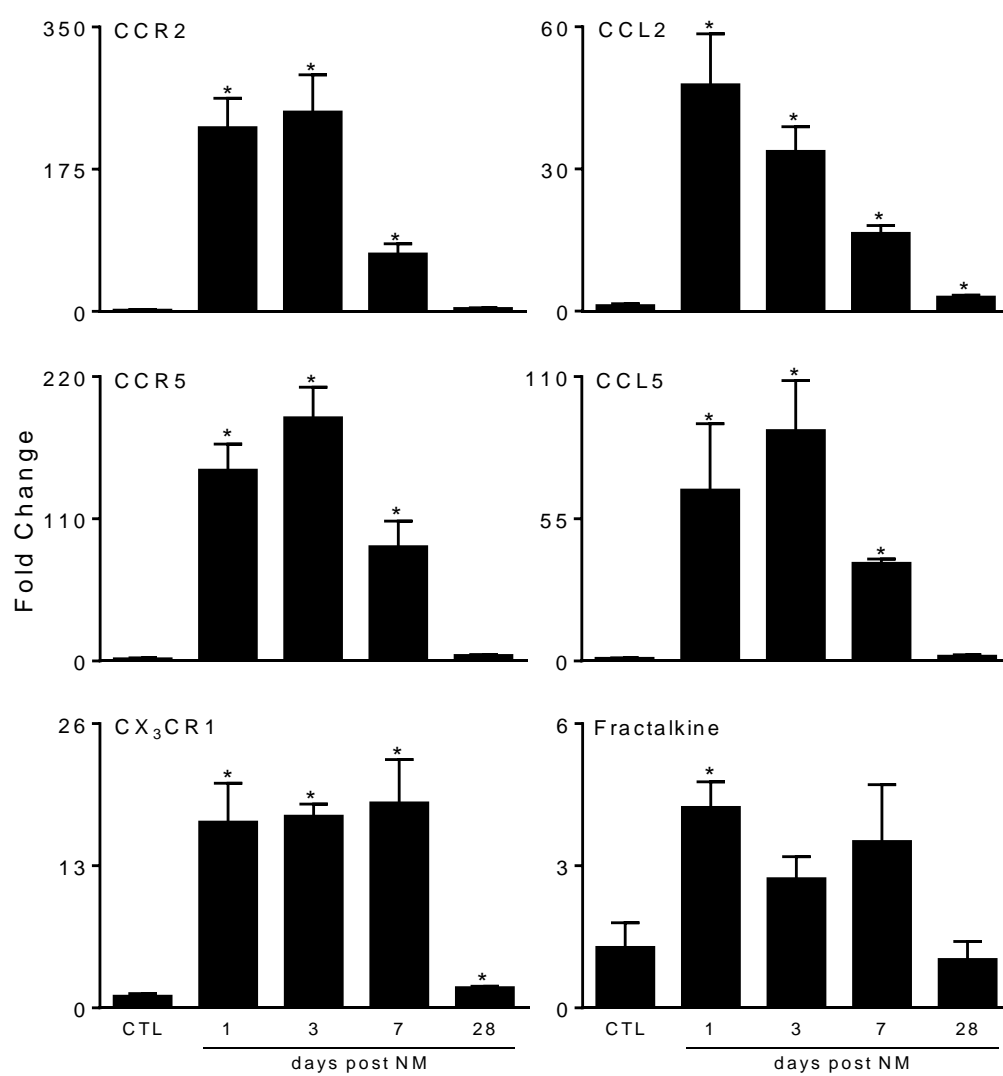 Fold Change
CCR2
350
175
0
* * *
CCL2
60
30
0
* * * *
CCR5
220
110
0
* * *
CCL5
110
55
0
* * *
CX₃CR1
26
13
0
* * * *
CTL 1 3 7 28
days post NM
Fractalkine
6
3
0
*
CTL 1 3 7 28
days post NM